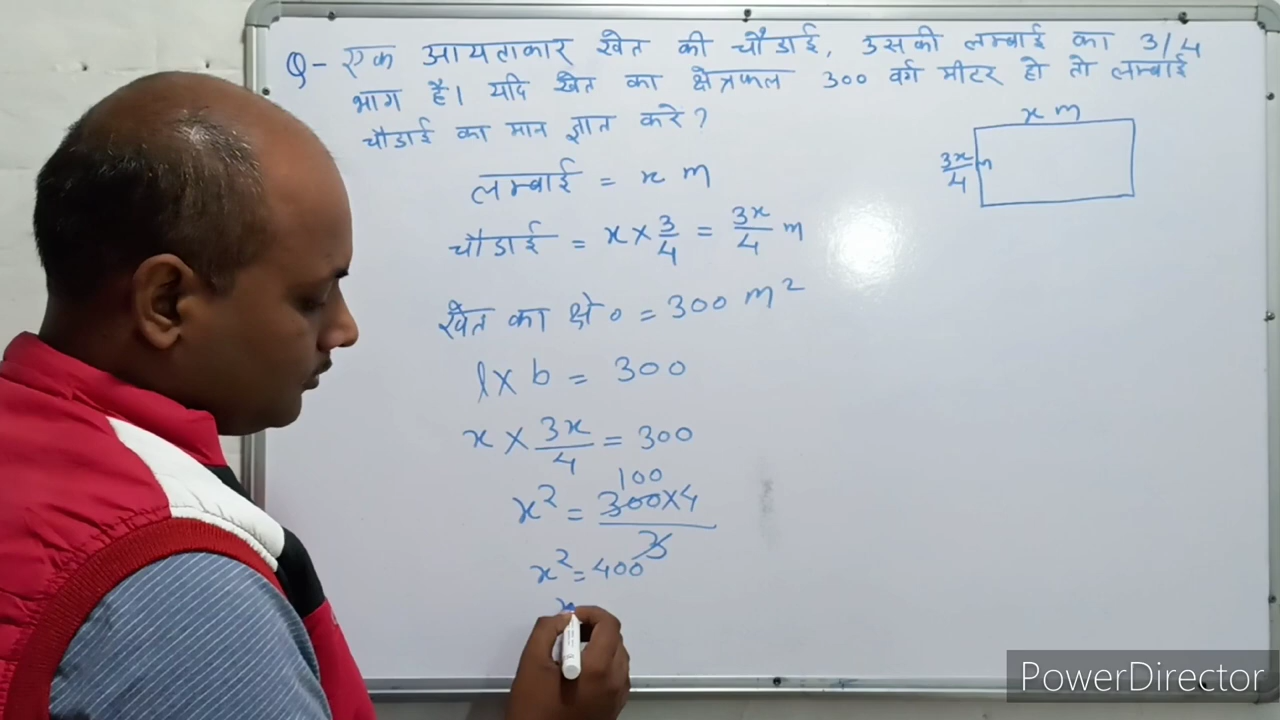 Q- एक आयताकार खेत की चौडाई, उसकी लम्बाई का 3/4
भाग है। यदि खेत का क्षेत्रफल 300 वर्ग मीटर हो तो लम्बाई
चौडाई का मान ज्ञात करे?
x m
3x/4 m
लम्बाई = x m
चौडाई = x × 3/4 = 3x/4 m
खेत का क्षे० = 300 m²
l × b = 300
x × 3x/4 = 300
100
x² = 300×4/3
x² = 400
x
PowerDirector